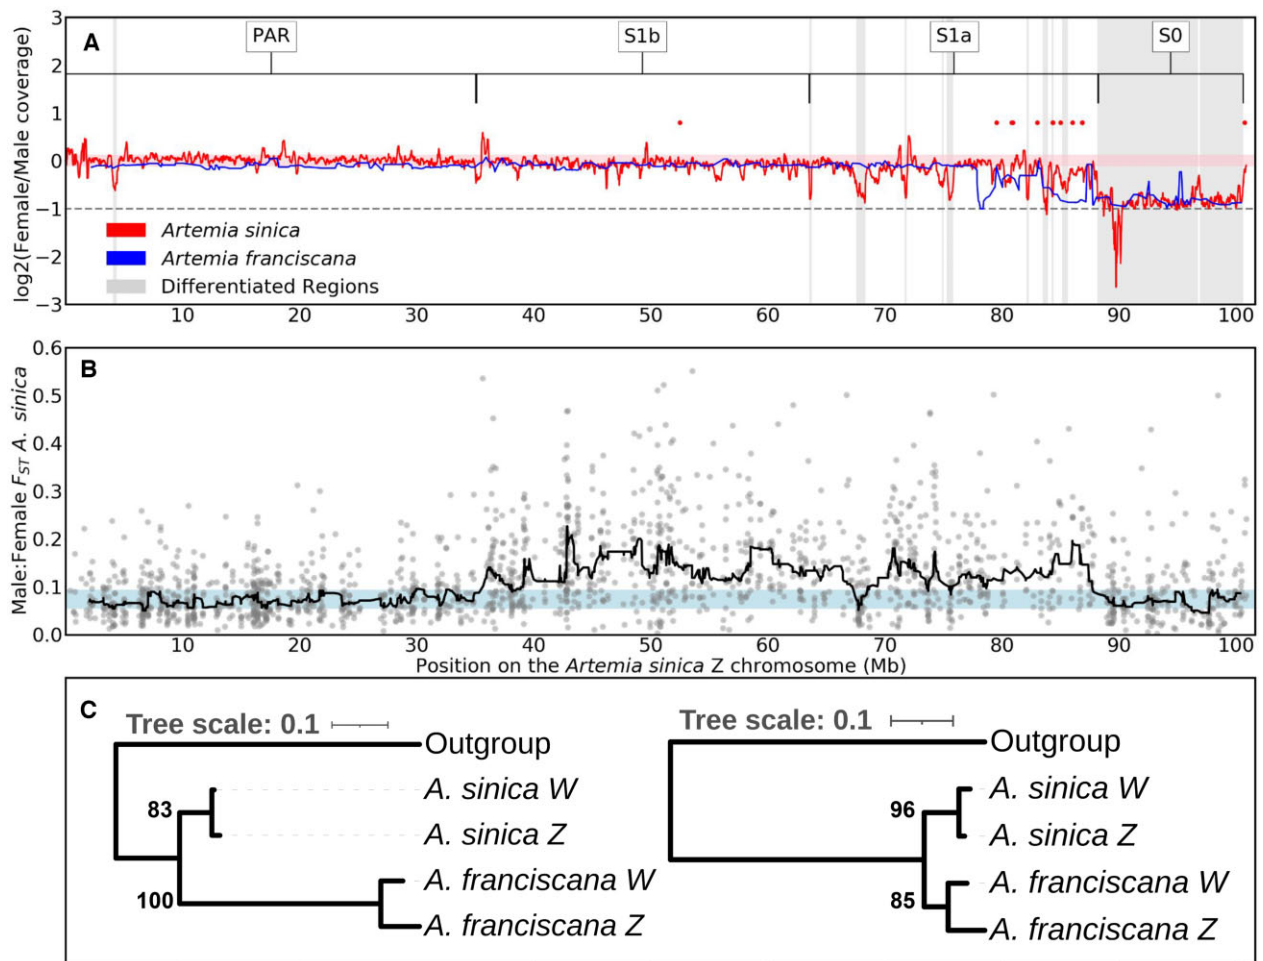 A
PAR
S1b
S1a
S0
log2(Female/Male coverage)
3
2
1
0
−1
−2
−3
Artemia sinica
Artemia franciscana
Differentiated Regions
10 20 30 40 50 60 70 80 90 100
B
Male:Female FST A. sinica
0.6
0.5
0.4
0.3
0.2
0.1
0.0
10 20 30 40 50 60 70 80 90 100
Position on the Artemia sinica Z chromosome (Mb)
C
Tree scale: 0.1
Outgroup
A. sinica W
83
A. sinica Z
A. franciscana W
100
A. franciscana Z
Tree scale: 0.1
Outgroup
A. sinica W
96
A. sinica Z
A. franciscana W
85
A. franciscana Z